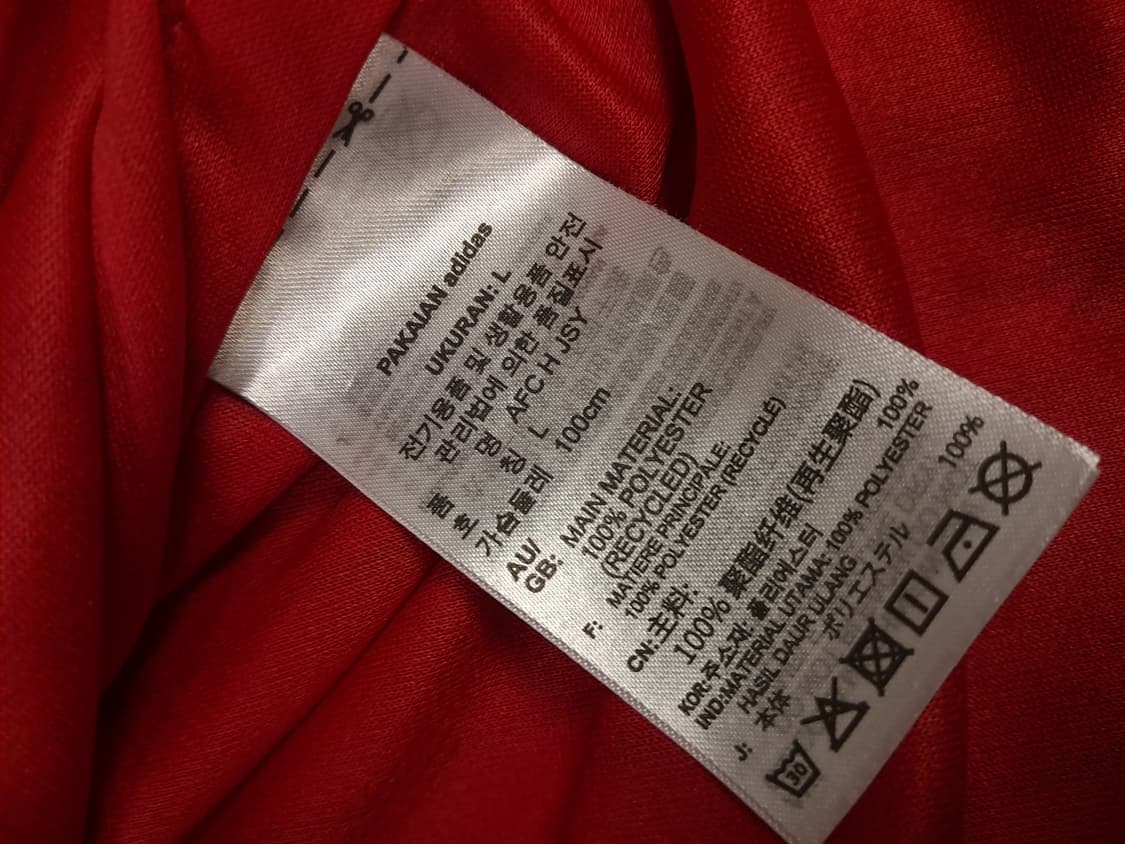 PAKAIAN adidas
UKURAN: L
전기용품 및 생활용품 안전
관리법에 의한 품질표시
품 명 AFC H JSY
호 칭 L
가슴둘레 100cm
AU/
GB:
MAIN MATERIAL:
100% POLYESTER
(RECYCLED)
F:
MATIERE PRINCIPALE:
100% POLYESTER (RECYCLE)
CN:主料:
100% 聚酯纤维(再生聚酯)
KOR:주소재: 폴리에스터 100%
IND:MATERIAL UTAMA: 100% POLYESTER
HASIL DAUR ULANG
J: 本体 ポリエステル 100%
30